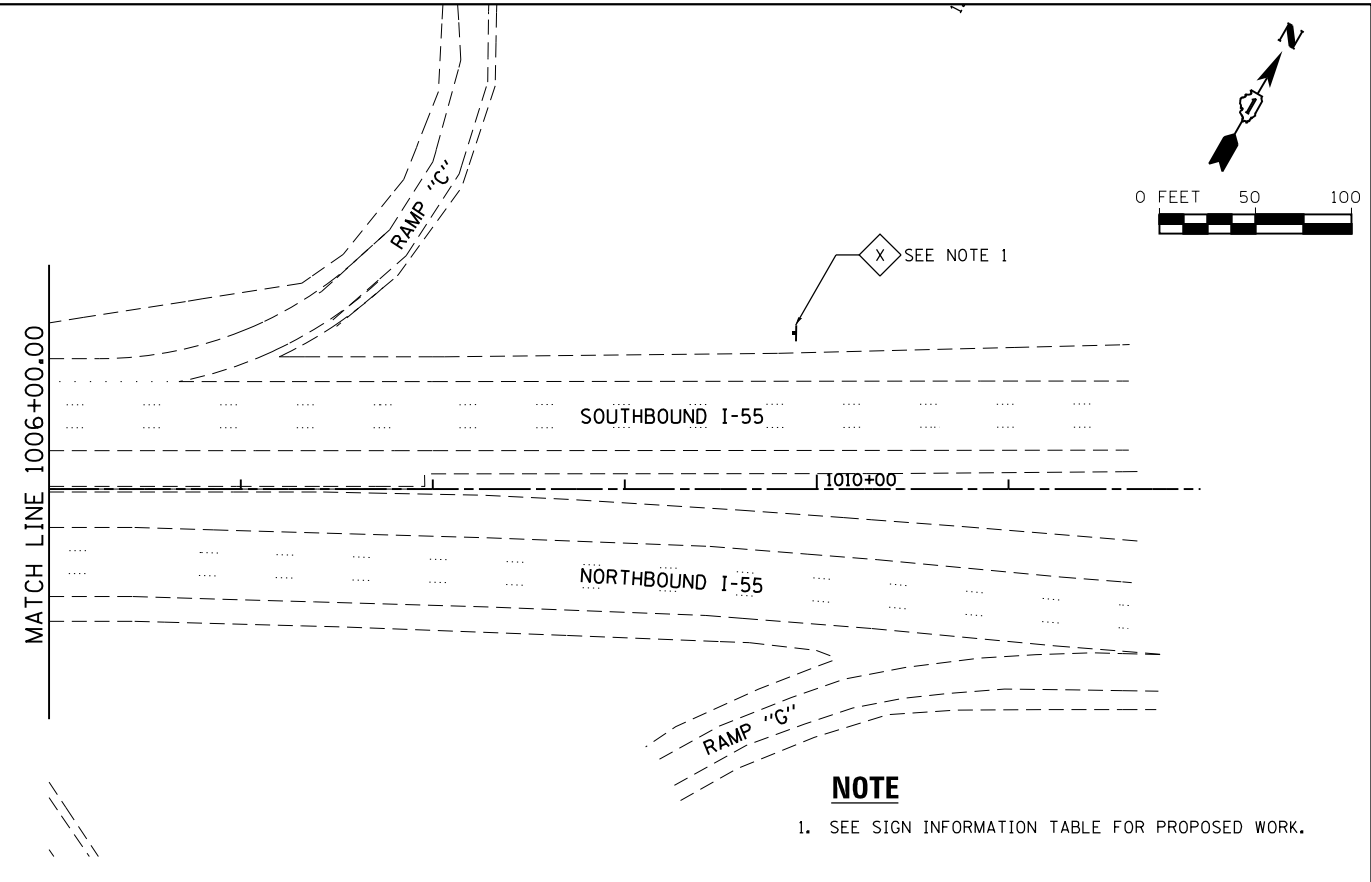 N
1
0 FEET 50 100
RAMP "C"
X SEE NOTE 1
MATCH LINE 1006+00.00
SOUTHBOUND I-55
1010+00
NORTHBOUND I-55
RAMP "G"
NOTE
1. SEE SIGN INFORMATION TABLE FOR PROPOSED WORK.